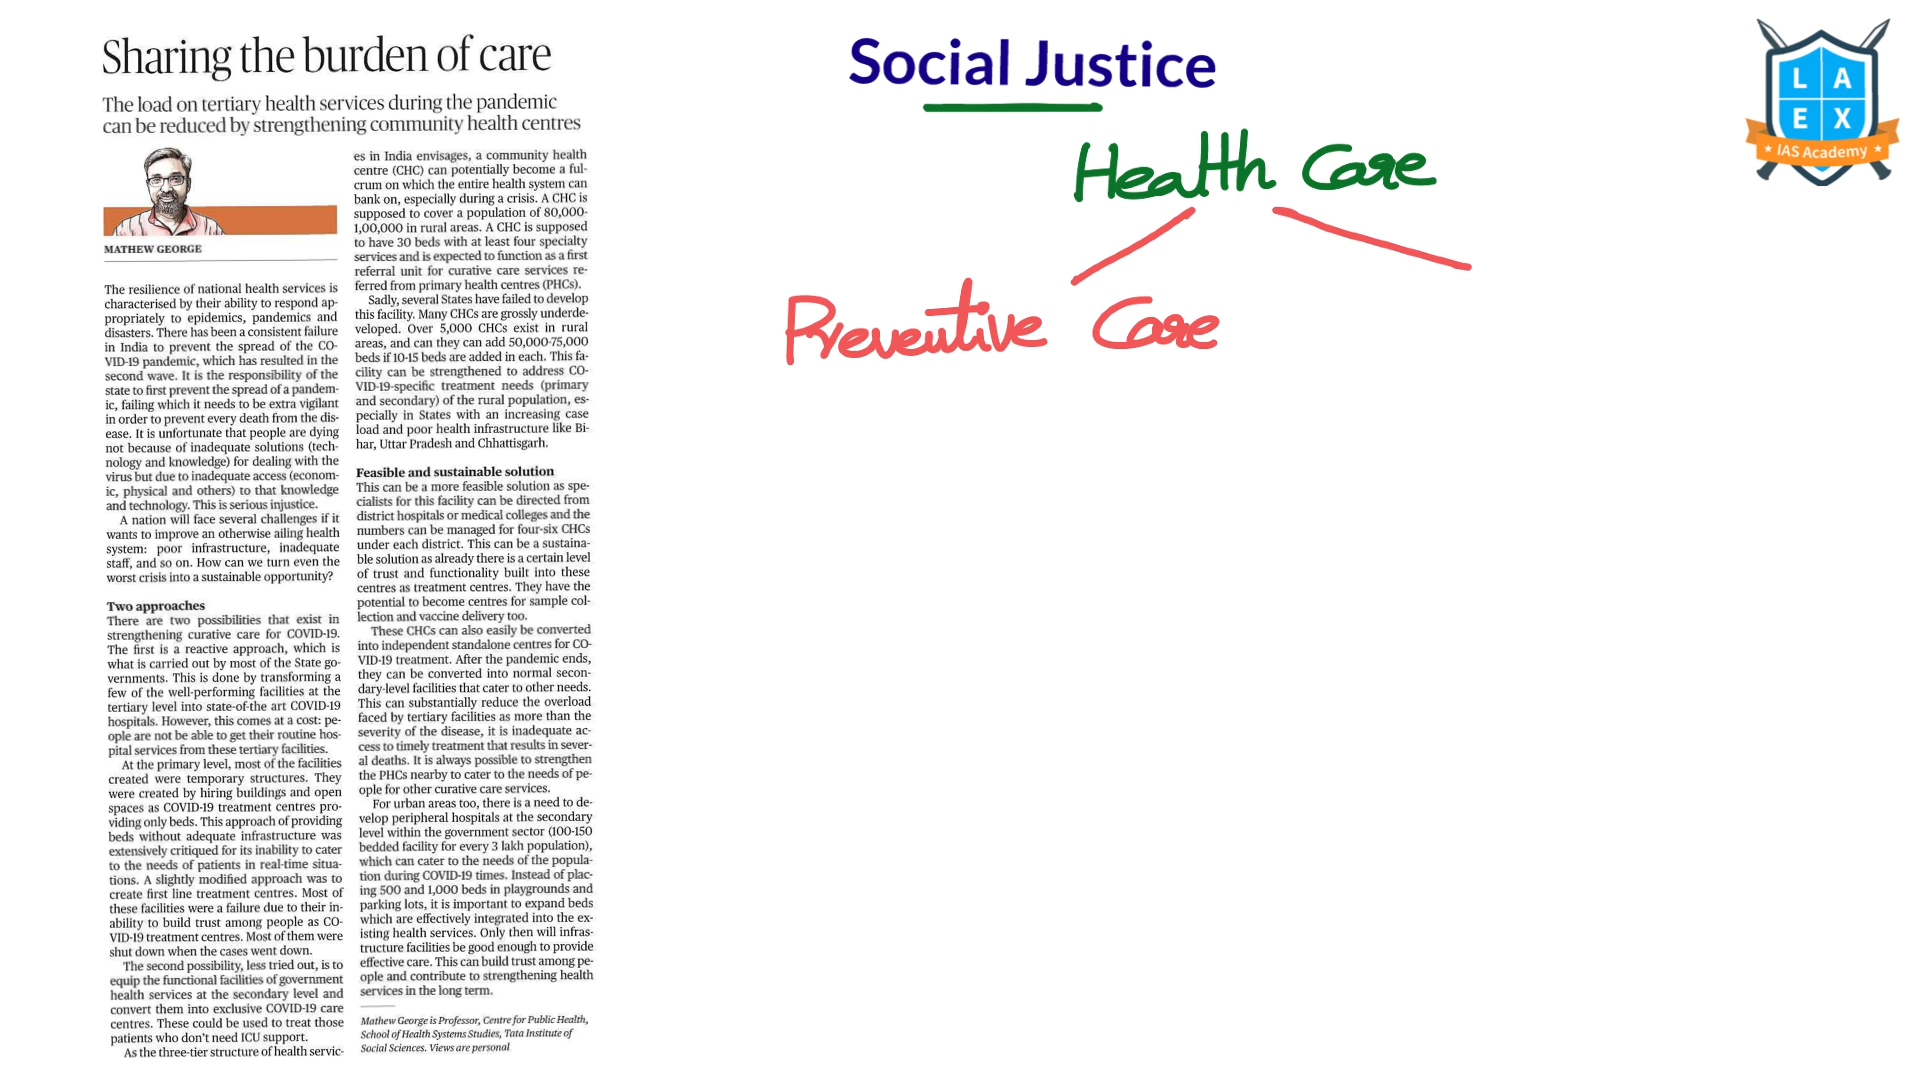 Sharing the burden of care
The load on tertiary health services during the pandemic
can be reduced by strengthening community health centres
MATHEW GEORGE
The resilience of national health services is
characterised by their ability to respond ap-
propriately to epidemics, pandemics and
disasters. There has been a consistent failure
in India to prevent the spread of the CO-
VID-19 pandemic, which has resulted in the
second wave. It is the responsibility of the
state to first prevent the spread of a pandem-
ic, failing which it needs to be extra vigilant
in order to prevent every death from the dis-
ease. It is unfortunate that people are dying
not because of inadequate solutions (tech-
nology and knowledge) for dealing with the
virus but due to inadequate access (econom-
ic, physical and others) to that knowledge
and technology. This is serious injustice.
A nation will face several challenges if it
wants to improve an otherwise ailing health
system: poor infrastructure, inadequate
staff, and so on. How can we turn even the
worst crisis into a sustainable opportunity?
Two approaches
There are two possibilities that exist in
strengthening curative care for COVID-19.
The first is a reactive approach, which is
what is carried out by most of the State go-
vernments. This is done by transforming a
few of the well-performing facilities at the
tertiary level into state-of-the art COVID-19
hospitals. However, this comes at a cost: pe-
ople are not be able to get their routine hos-
pital services from these tertiary facilities.
At the primary level, most of the facilities
created were temporary structures. They
were created by hiring buildings and open
spaces as COVID-19 treatment centres pro-
viding only beds. This approach of providing
beds without adequate infrastructure was
extensively critiqued for its inability to cater
to the needs of patients in real-time situa-
tions. A slightly modified approach was to
create first line treatment centres. Most of
these facilities were a failure due to their in-
ability to build trust among people as CO-
VID-19 treatment centres. Most of them were
shut down when the cases went down.
The second possibility, less tried out, is to
equip the functional facilities of government
health services at the secondary level and
convert them into exclusive COVID-19 care
centres. These could be used to treat those
patients who don't need ICU support.
As the three-tier structure of health servic-
es in India envisages, a community health
centre (CHC) can potentially become a ful-
crum on which the entire health system can
bank on, especially during a crisis. A CHC is
supposed to cover a population of 80,000-
1,00,000 in rural areas. A CHC is supposed
to have 30 beds with at least four specialty
services and is expected to function as a first
referral unit for curative care services re-
ferred from primary health centres (PHCs).
Sadly, several States have failed to develop
this facility. Many CHCs are grossly underde-
veloped. Over 5,000 CHCs exist in rural
areas, and can they can add 50,000-75,000
beds if 10-15 beds are added in each. This fa-
cility can be strengthened to address CO-
VID-19-specific treatment needs (primary
and secondary) of the rural population, es-
pecially in States with an increasing case
load and poor health infrastructure like Bi-
har, Uttar Pradesh and Chhattisgarh.
Feasible and sustainable solution
This can be a more feasible solution as spe-
cialists for this facility can be directed from
district hospitals or medical colleges and the
numbers can be managed for four-six CHCs
under each district. This can be a sustaina-
ble solution as already there is a certain level
of trust and functionality built into these
centres as treatment centres. They have the
potential to become centres for sample col-
lection and vaccine delivery too.
These CHCs can also easily be converted
into independent standalone centres for CO-
VID-19 treatment. After the pandemic ends,
they can be converted into normal secon-
dary-level facilities that cater to other needs.
This can substantially reduce the overload
faced by tertiary facilities as more than the
severity of the disease, it is inadequate ac-
cess to timely treatment that results in sever-
al deaths. It is always possible to strengthen
the PHCs nearby to cater to the needs of pe-
ople for other curative care services.
For urban areas too, there is a need to de-
velop peripheral hospitals at the secondary
level within the government sector (100-150
bedded facility for every 3 lakh population),
which can cater to the needs of the popula-
tion during COVID-19 times. Instead of plac-
ing 500 and 1,000 beds in playgrounds and
parking lots, it is important to expand beds
which are effectively integrated into the ex-
isting health services. Only then will infras-
tructure facilities be good enough to provide
effective care. This can build trust among pe-
ople and contribute to strengthening health
services in the long term.
Mathew George is Professor, Centre for Public Health,
School of Health Systems Studies, Tata Institute of
Social Sciences. Views are personal
Social Justice
Health Care
Preventive Care
L A
E X
IAS Academy